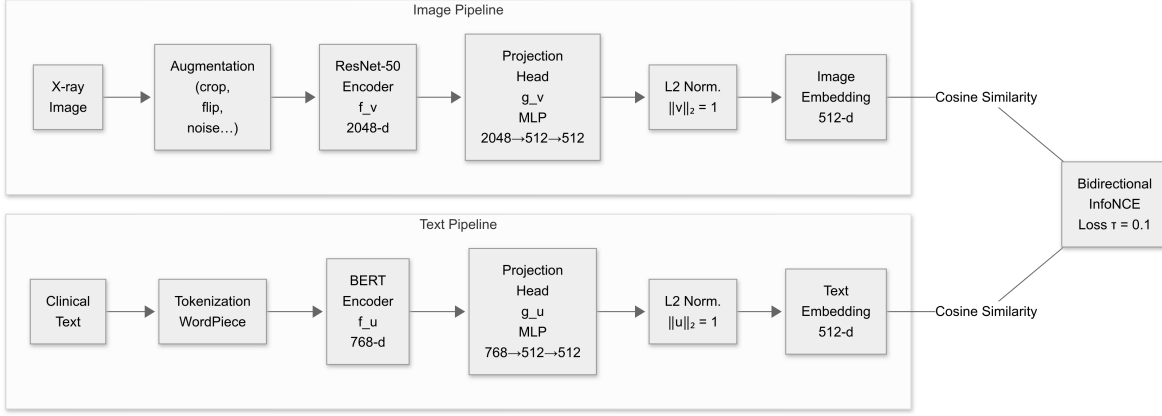 Image Pipeline
X-ray
Image
Augmentation
(crop,
flip,
noise…)
ResNet-50
Encoder
f_v
2048-d
Projection
Head
g_v
MLP
2048→512→512
L2 Norm.
‖v‖₂ = 1
Image
Embedding
512-d
Cosine Similarity
Text Pipeline
Clinical
Text
Tokenization
WordPiece
BERT
Encoder
f_u
768-d
Projection
Head
g_u
MLP
768→512→512
L2 Norm.
‖u‖₂ = 1
Text
Embedding
512-d
Cosine Similarity
Bidirectional
InfoNCE
Loss τ = 0.1